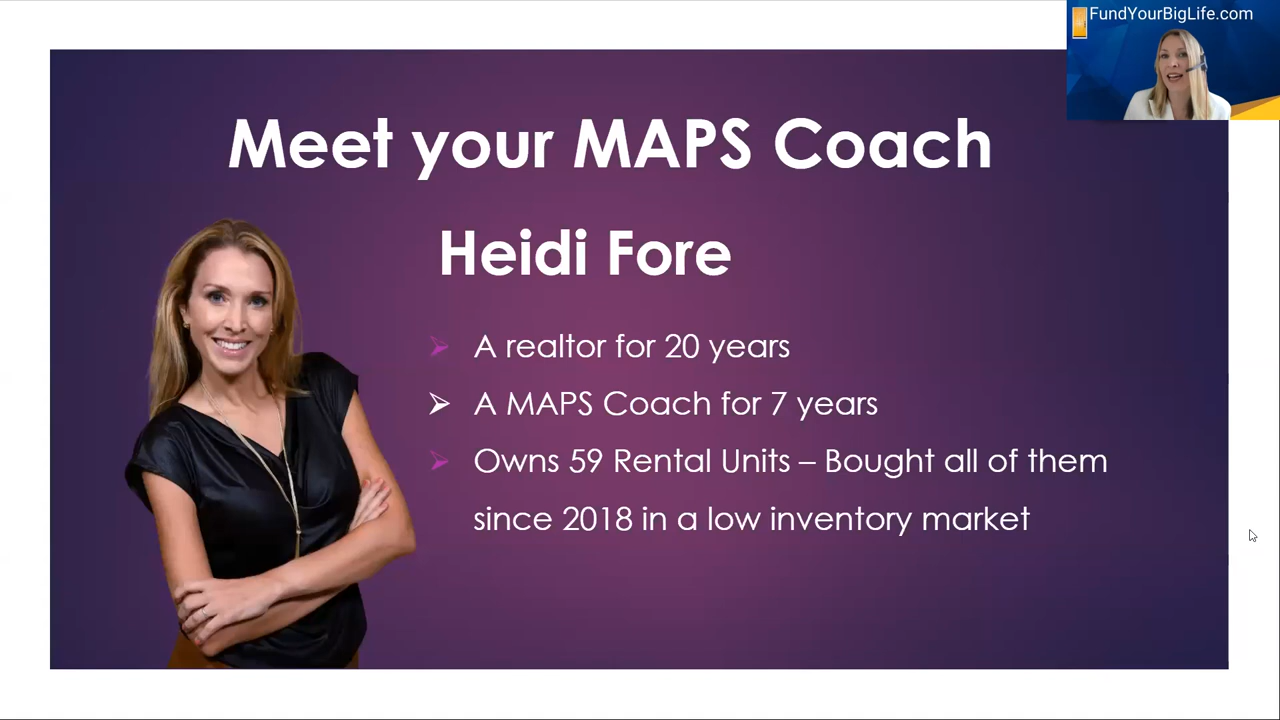 FundYourBigLife.com
Meet your MAPS Coach
Heidi Fore
A realtor for 20 years
A MAPS Coach for 7 years
Owns 59 Rental Units – Bought all of them
since 2018 in a low inventory market